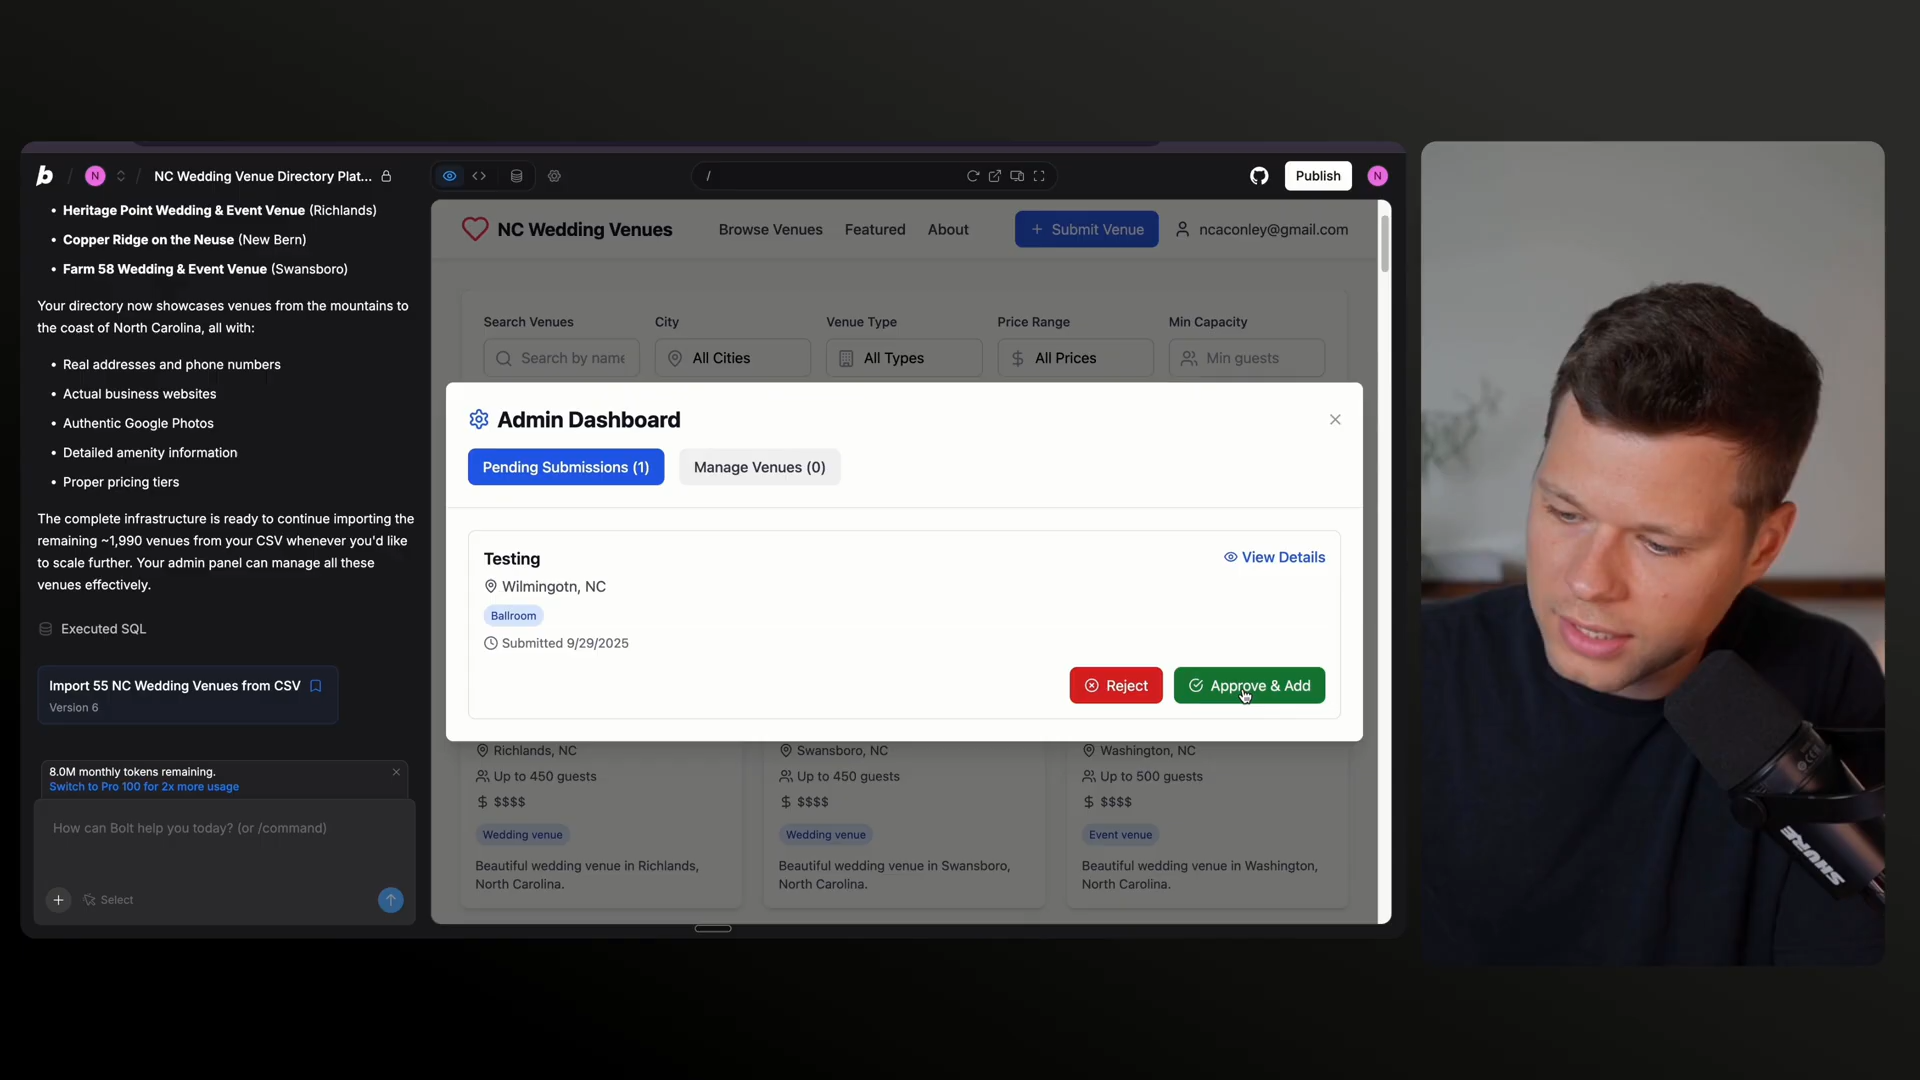 b / N / NC Wedding Venue Directory Plat...
• Heritage Point Wedding & Event Venue (Richlands)
• Copper Ridge on the Neuse (New Bern)
• Farm 58 Wedding & Event Venue (Swansboro)
Your directory now showcases venues from the mountains to
the coast of North Carolina, all with:
• Real addresses and phone numbers
• Actual business websites
• Authentic Google Photos
• Detailed amenity information
• Proper pricing tiers
The complete infrastructure is ready to continue importing the
remaining ~1,990 venues from your CSV whenever you'd like
to scale further. Your admin panel can manage all these
venues effectively.
Executed SQL
Import 55 NC Wedding Venues from CSV
Version 6
8.0M monthly tokens remaining.
Switch to Pro 100 for 2x more usage
How can Bolt help you today? (or /command)
Select
/
Publish
N
NC Wedding Venues
Browse Venues
Featured
About
+ Submit Venue
ncaconley@gmail.com
Search Venues
City
Venue Type
Price Range
Min Capacity
Search by name
All Cities
All Types
$ All Prices
Min guests
Admin Dashboard
Pending Submissions (1)
Manage Venues (0)
Testing
View Details
Wilmingotn, NC
Ballroom
Submitted 9/29/2025
Reject
Approve & Add
Richlands, NC
Up to 450 guests
$ $$$$
Wedding venue
Beautiful wedding venue in Richlands,
North Carolina.
Swansboro, NC
Up to 450 guests
$ $$$$
Wedding venue
Beautiful wedding venue in Swansboro,
North Carolina.
Washington, NC
Up to 500 guests
$ $$$$
Event venue
Beautiful wedding venue in Washington,
North Carolina.
SHURE